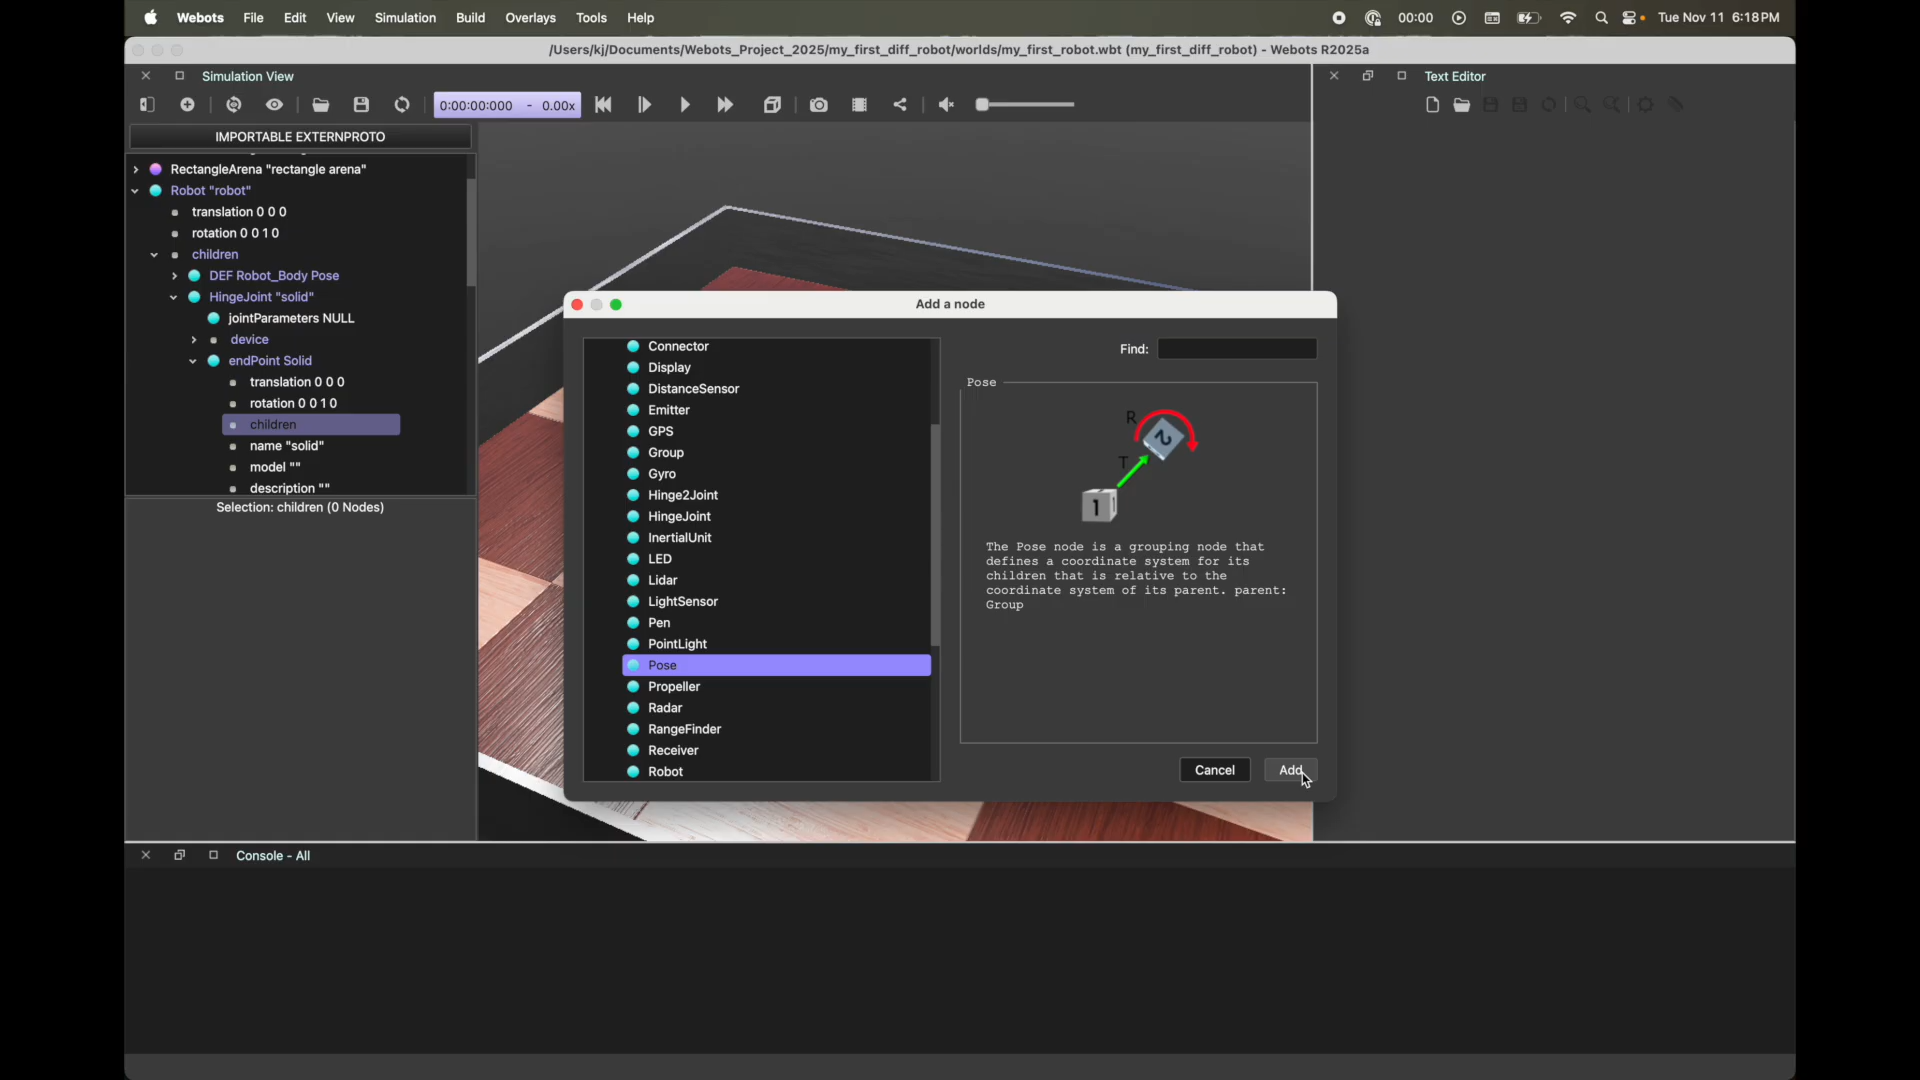 Webots File Edit View Simulation Build Overlays Tools Help 00:00 Tue Nov 11 6:18 PM
/Users/kj/Documents/Webots_Project_2025/my_first_diff_robot/worlds/my_first_robot.wbt (my_first_diff_robot) - Webots R2025a
Simulation View
Text Editor
0:00:00:000 - 0.00x
IMPORTABLE EXTERNPROTO
RectangleArena "rectangle arena"
Robot "robot"
translation 0 0 0
rotation 0 0 1 0
children
DEF Robot_Body Pose
HingeJoint "solid"
jointParameters NULL
device
endPoint Solid
translation 0 0 0
rotation 0 0 1 0
children
name "solid"
model ""
description ""
Selection: children (0 Nodes)
Add a node
Connector
Display
DistanceSensor
Emitter
GPS
Group
Gyro
Hinge2Joint
HingeJoint
InertialUnit
LED
Lidar
LightSensor
Pen
PointLight
Pose
Propeller
Radar
RangeFinder
Receiver
Robot
Find:
Pose
R
2
T
1
The Pose node is a grouping node that
defines a coordinate system for its
children that is relative to the
coordinate system of its parent. parent:
Group
Cancel
Add
Console - All